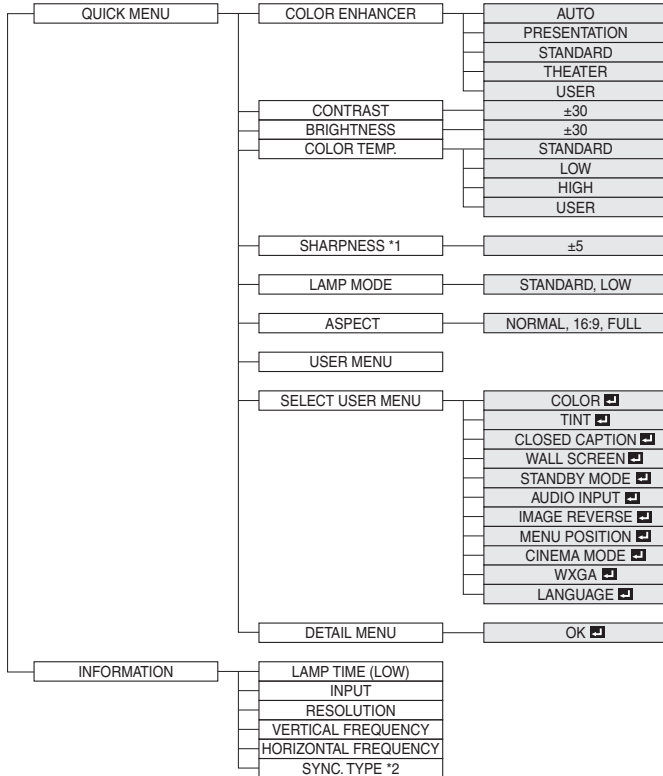 QUICK MENU COLOR ENHANCER AUTO
PRESENTATION
STANDARD
THEATER
USER
CONTRAST ±30
BRIGHTNESS ±30
COLOR TEMP. STANDARD
LOW
HIGH
USER
SHARPNESS *1 ±5
LAMP MODE STANDARD, LOW
ASPECT NORMAL, 16:9, FULL
USER MENU
SELECT USER MENU COLOR
TINT
CLOSED CAPTION
WALL SCREEN
STANDBY MODE
AUDIO INPUT
IMAGE REVERSE
MENU POSITION
CINEMA MODE
WXGA
LANGUAGE
DETAIL MENU OK
INFORMATION LAMP TIME (LOW)
INPUT
RESOLUTION
VERTICAL FREQUENCY
HORIZONTAL FREQUENCY
SYNC. TYPE *2